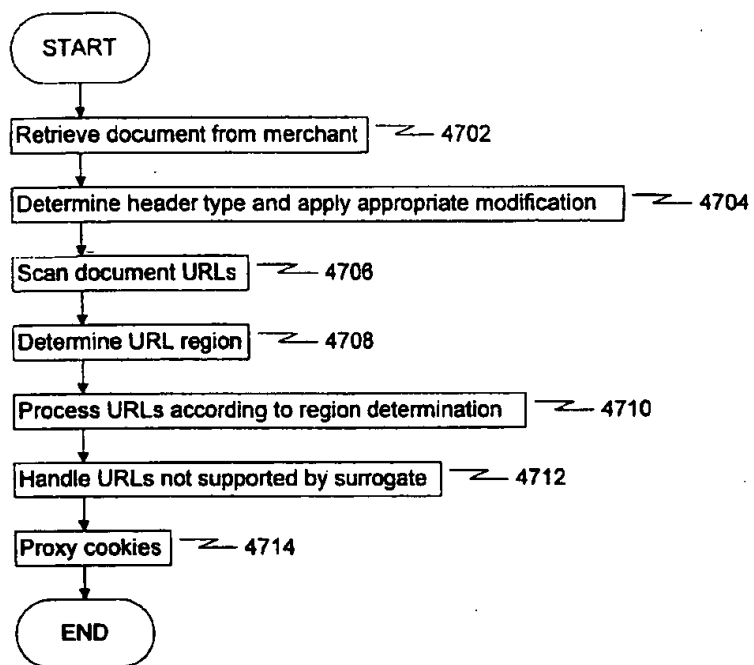 START
Retrieve document from merchant 4702
Determine header type and apply appropriate modification 4704
Scan document URLs 4706
Determine URL region 4708
Process URLs according to region determination 4710
Handle URLs not supported by surrogate 4712
Proxy cookies 4714
END